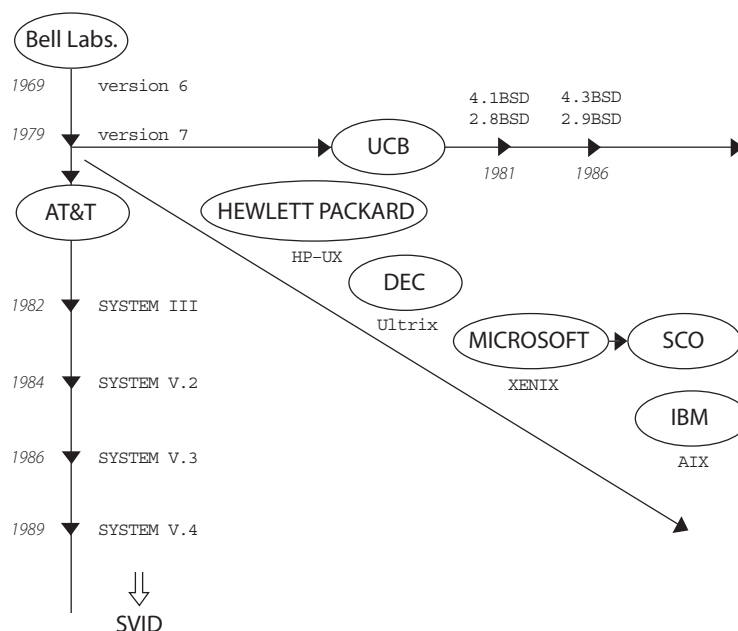 Bell Labs.
1969 version 6
4.1BSD 4.3BSD
2.8BSD 2.9BSD
1979 version 7
UCB
1981 1986
HEWLETT PACKARD
AT&T
HP-UX
DEC
1982 SYSTEM III
Ultrix
MICROSOFT SCO
XENIX
1984 SYSTEM V.2
IBM
AIX
1986 SYSTEM V.3
1989 SYSTEM V.4
SVID